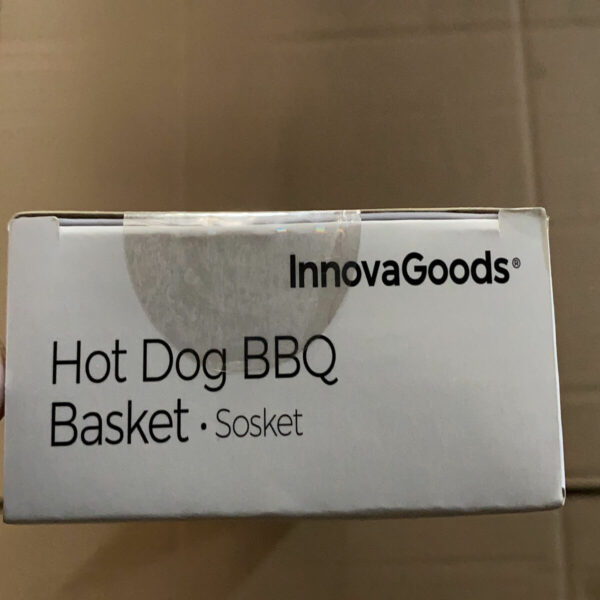 InnovaGoods®
Hot Dog BBQ
Basket · Sosket